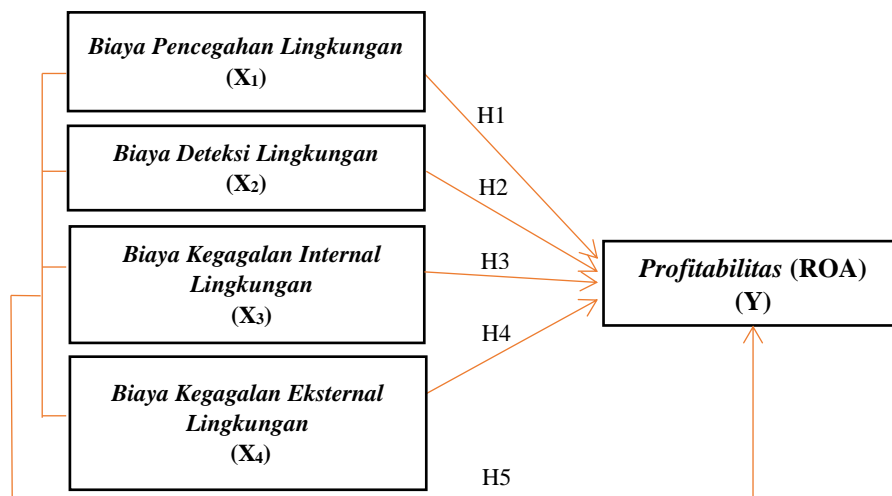 Biaya Pencegahan Lingkungan
(X₁)
H1
Biaya Deteksi Lingkungan
(X₂)
H2
Biaya Kegagalan Internal
Lingkungan
(X₃)
H3
Profitabilitas (ROA)
(Y)
H4
Biaya Kegagalan Eksternal
Lingkungan
(X₄)
H5